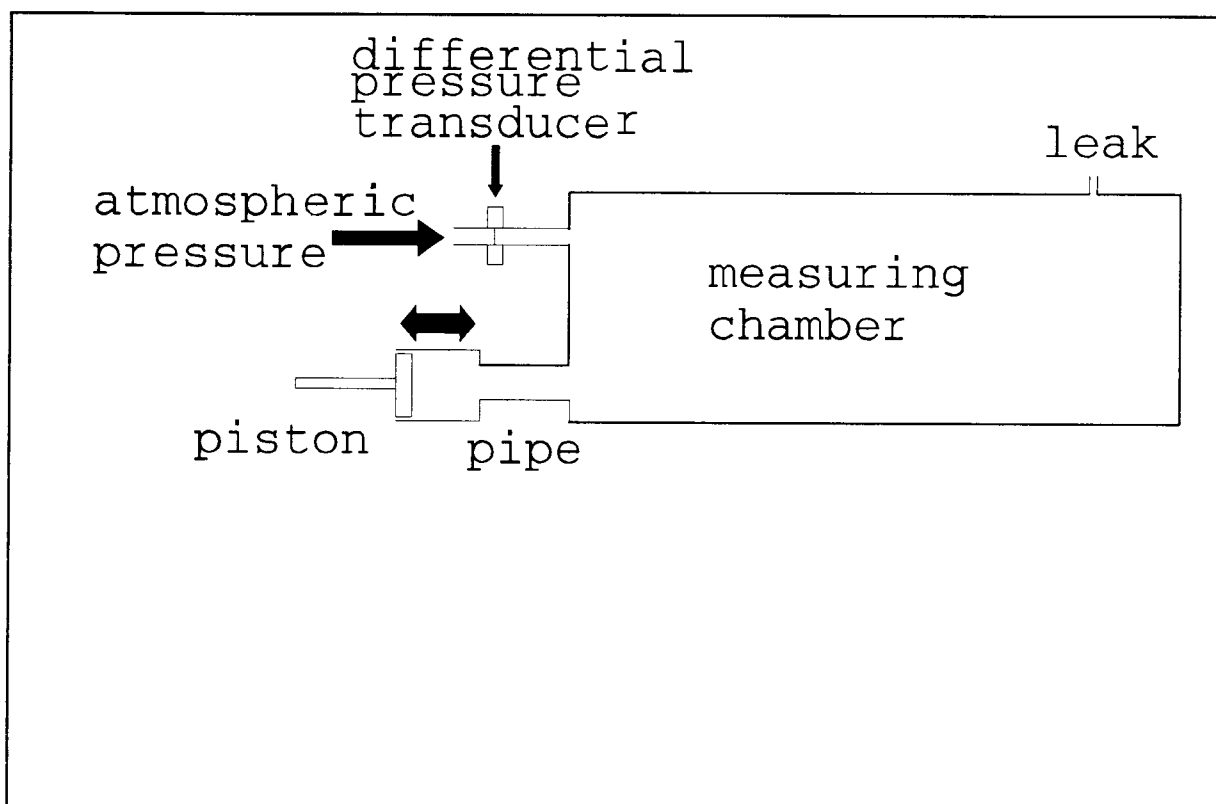 differential
pressure
transducer
leak
atmospheric
pressure
measuring
chamber
piston
pipe